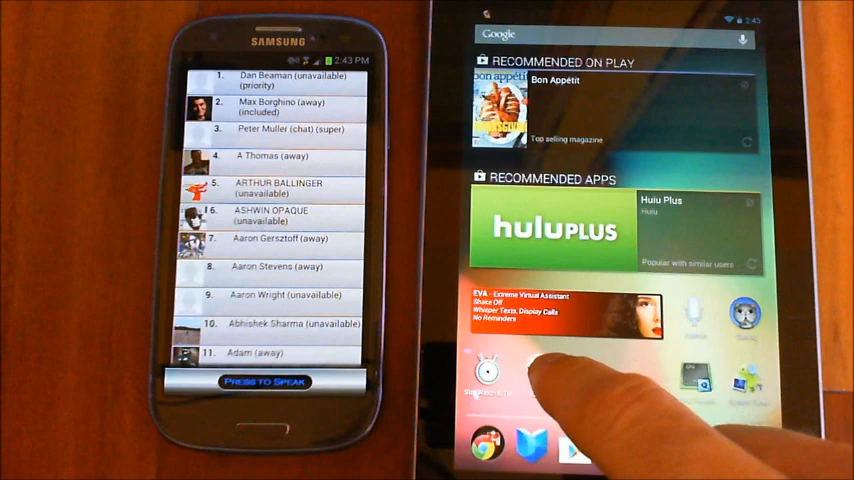 SAMSUNG
2:43 PM
1. Dan Beaman (unavailable)
(priority)
2. Max Borghino (away)
(included)
3. Peter Muller (chat) (super)
4. A Thomas (away)
5. ARTHUR BALLINGER
(unavailable)
6. ASHWIN OPAQUE
(unavailable)
7. Aaron Gersztoff (away)
8. Aaron Stevens (away)
9. Aaron Wright (unavailable)
10. Abhishek Sharma (unavailable)
11. Adam (away)
PRESS TO SPEAK
2:43
Google
RECOMMENDED ON PLAY
bon appétit
Bon Appétit
Top selling magazine
RECOMMENDED APPS
huluPLUS
Hulu Plus
Hulu
Popular with similar users
EVA - Extreme Virtual Assistant
Shake Off
Whisper Texts, Display Calls
No Reminders